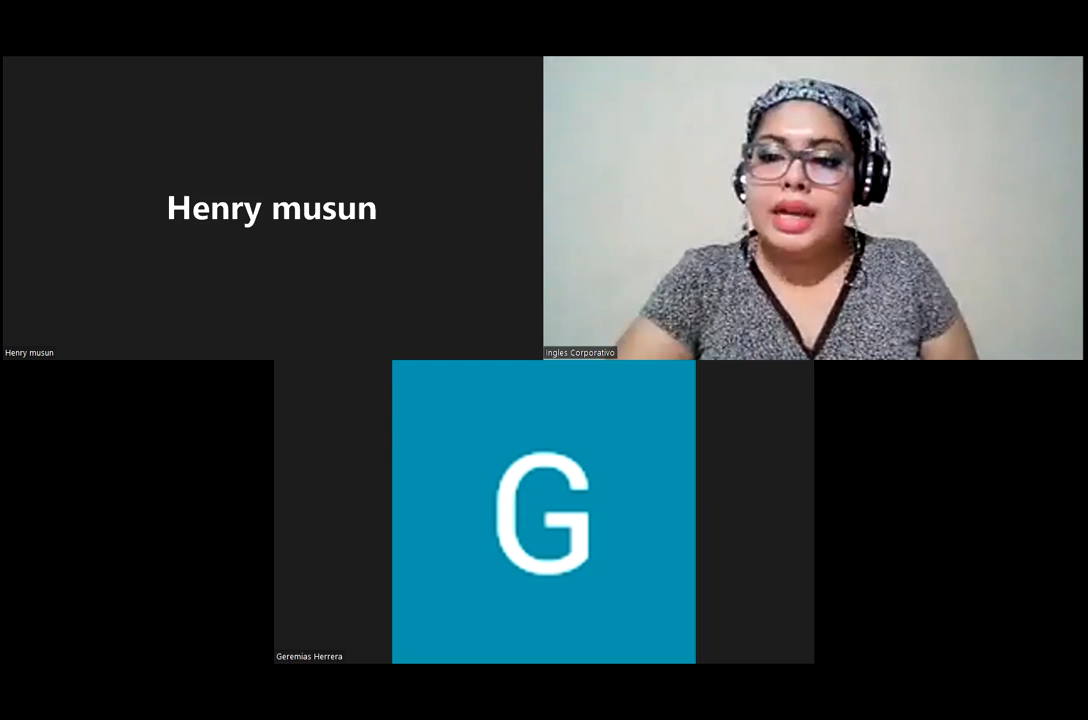 Henry musun
Henry musun
Ingles Corporativo
G
Geremias Herrera